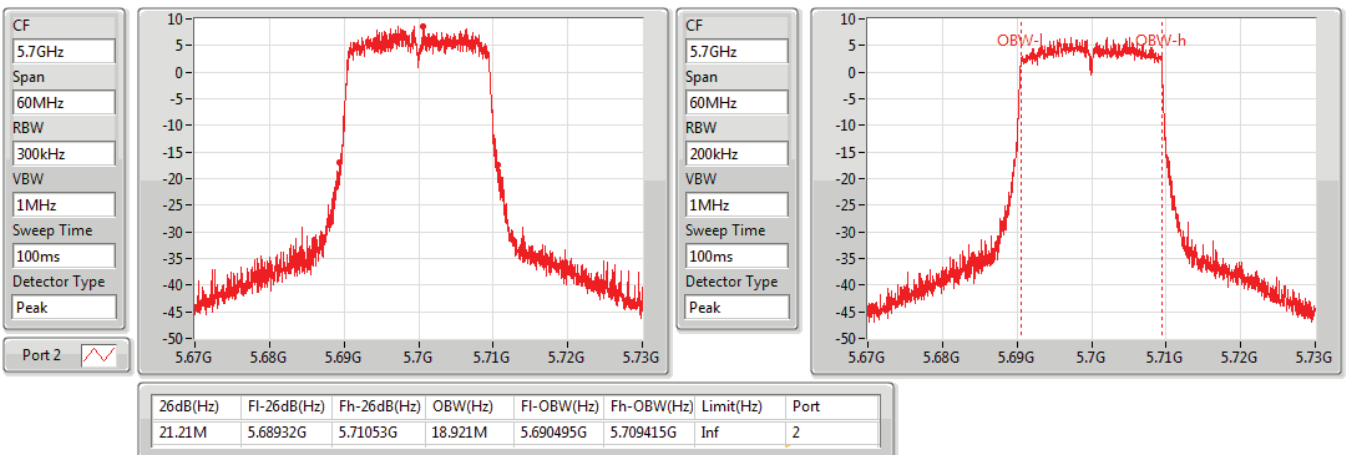 CF
5.7GHz
Span
60MHz
RBW
300kHz
VBW
1MHz
Sweep Time
100ms
Detector Type
Peak
Port 2
10
5
0
-5
-10
-15
-20
-25
-30
-35
-40
-45
-50
5.67G 5.68G 5.69G 5.7G 5.71G 5.72G 5.73G
CF
5.7GHz
Span
60MHz
RBW
200kHz
VBW
1MHz
Sweep Time
100ms
Detector Type
Peak
10
5
0
-5
-10
-15
-20
-25
-30
-35
-40
-45
-50
OBW-l OBW-h
5.67G 5.68G 5.69G 5.7G 5.71G 5.72G 5.73G
26dB(Hz) Fl-26dB(Hz) Fh-26dB(Hz) OBW(Hz) Fl-OBW(Hz) Fh-OBW(Hz) Limit(Hz) Port
21.21M 5.68932G 5.71053G 18.921M 5.690495G 5.709415G Inf 2